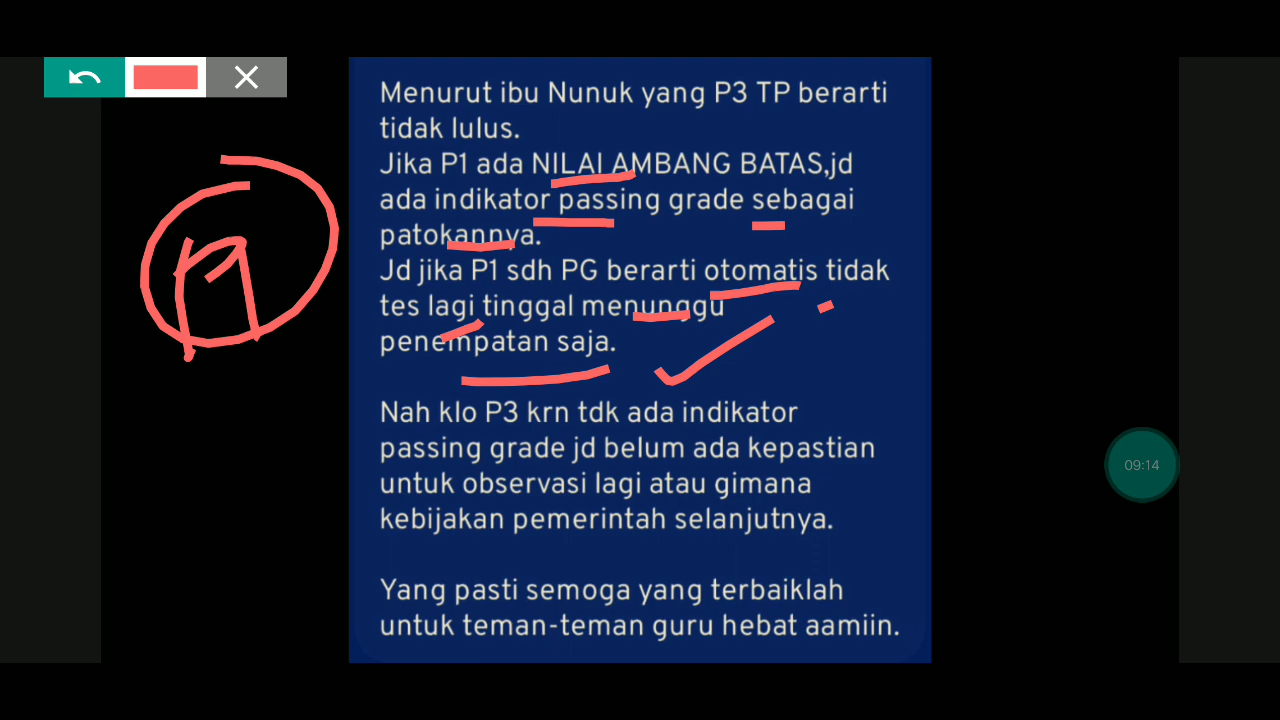 Menurut ibu Nunuk yang P3 TP berarti
tidak lulus.
Jika P1 ada NILAI AMBANG BATAS,jd
ada indikator passing grade sebagai
patokannya.
Jd jika P1 sdh PG berarti otomatis tidak
tes lagi tinggal menunggu
penempatan saja.
Nah klo P3 krn tdk ada indikator
passing grade jd belum ada kepastian
untuk observasi lagi atau gimana
kebijakan pemerintah selanjutnya.
Yang pasti semoga yang terbaiklah
untuk teman-teman guru hebat aamiin.
09:14